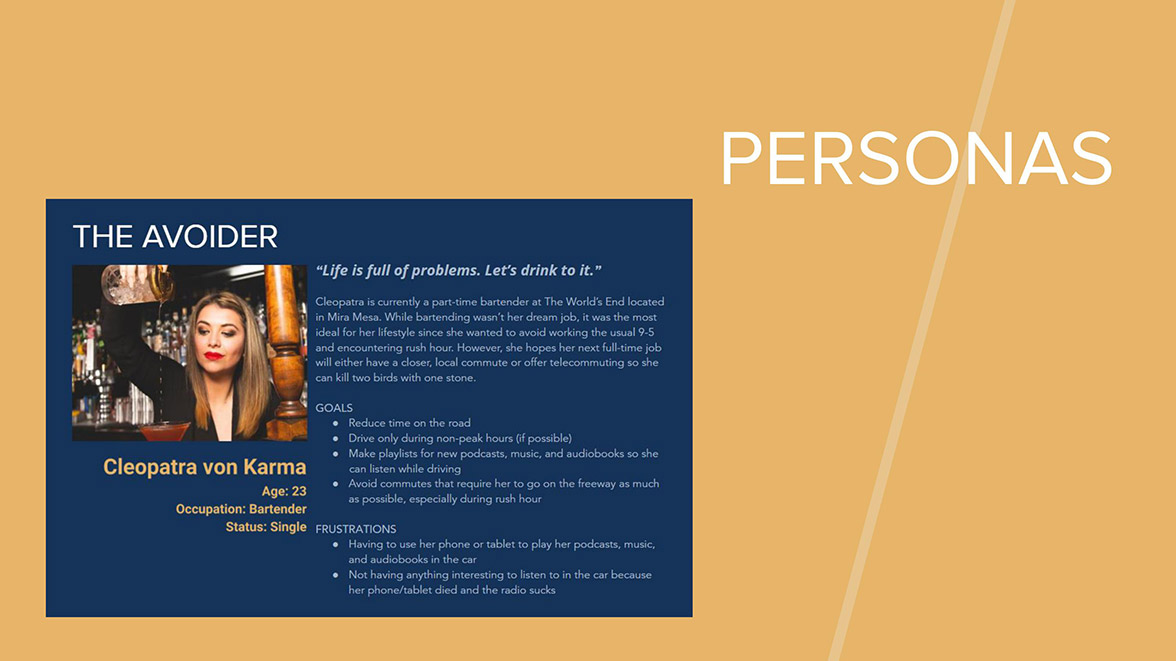 PERSONAS
THE AVOIDER
Cleopatra von Karma
Age: 23
Occupation: Bartender
Status: Single
“Life is full of problems. Let’s drink to it.”
Cleopatra is currently a part-time bartender at The World’s End located
in Mira Mesa. While bartending wasn’t her dream job, it was the most
ideal for her lifestyle since she wanted to avoid working the usual 9-5
and encountering rush hour. However, she hopes her next full-time job
will either have a closer, local commute or offer telecommuting so she
can kill two birds with one stone.
GOALS
● Reduce time on the road
● Drive only during non-peak hours (if possible)
● Make playlists for new podcasts, music, and audiobooks so she
can listen while driving
● Avoid commutes that require her to go on the freeway as much
as possible, especially during rush hour
FRUSTRATIONS
● Having to use her phone or tablet to play her podcasts, music,
and audiobooks in the car
● Not having anything interesting to listen to in the car because
her phone/tablet died and the radio sucks